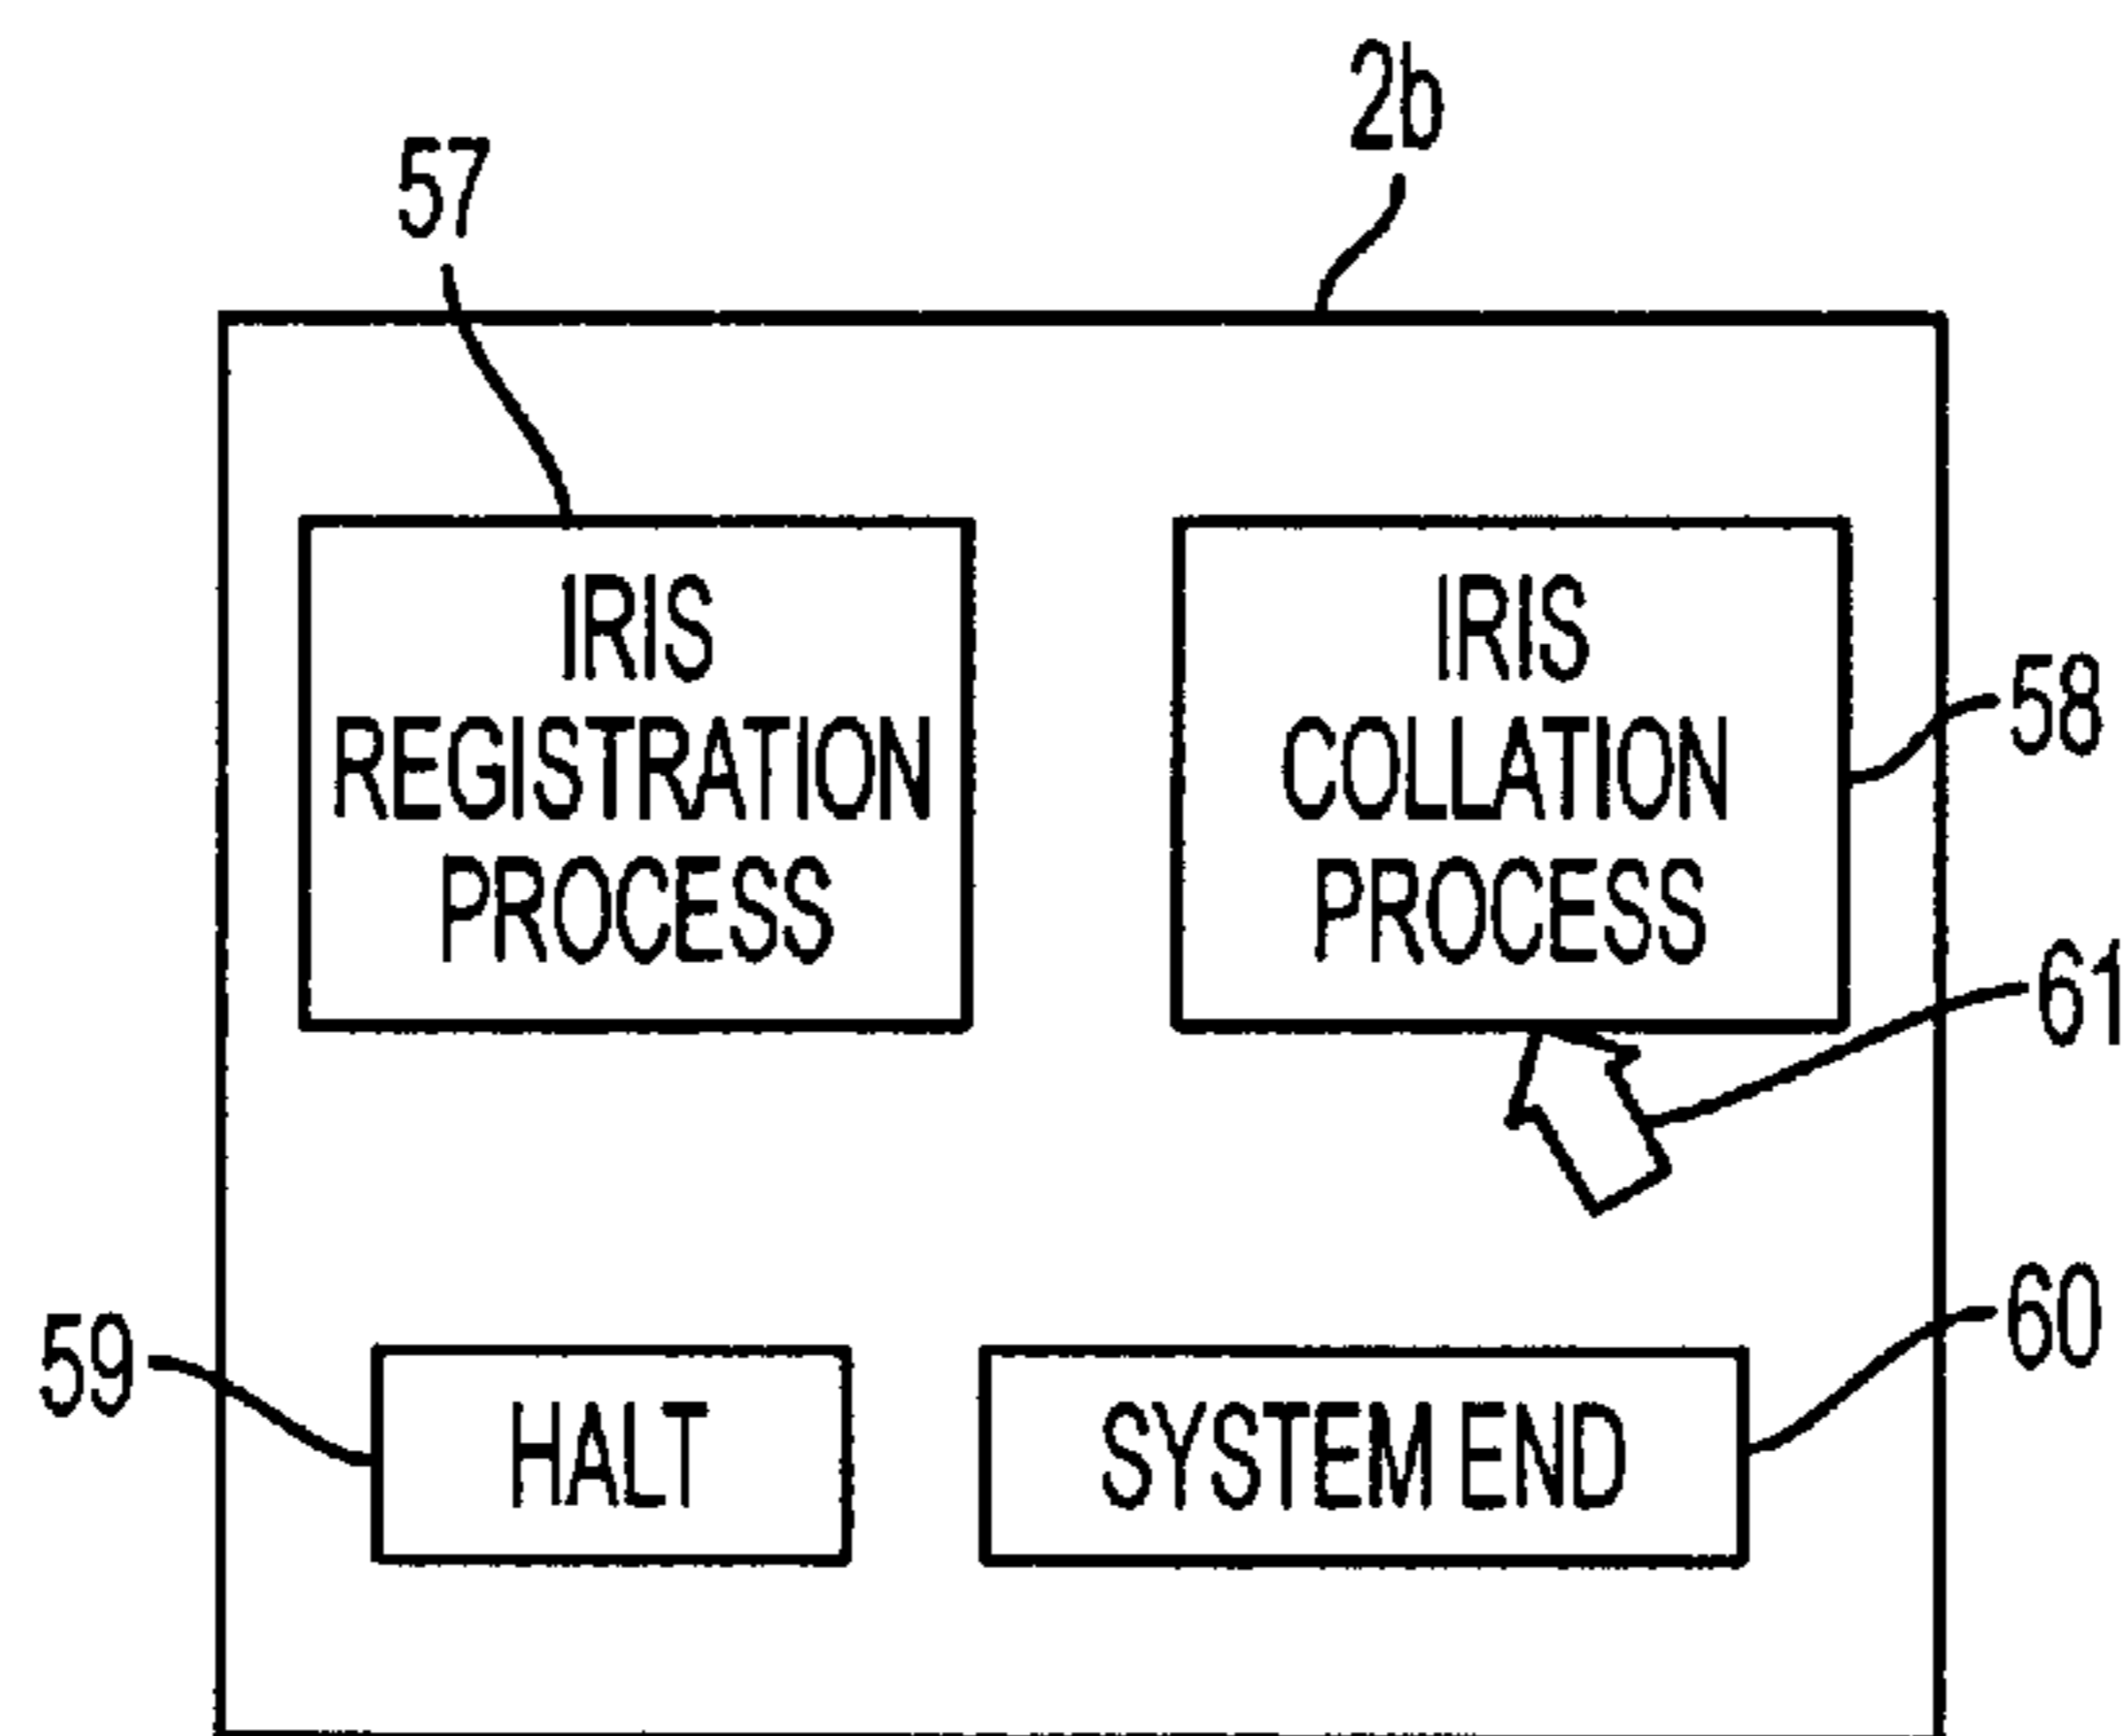 2b
57
IRIS
REGISTRATION
PROCESS
IRIS
COLLATION
PROCESS
58
61
59
HALT
SYSTEM END
60